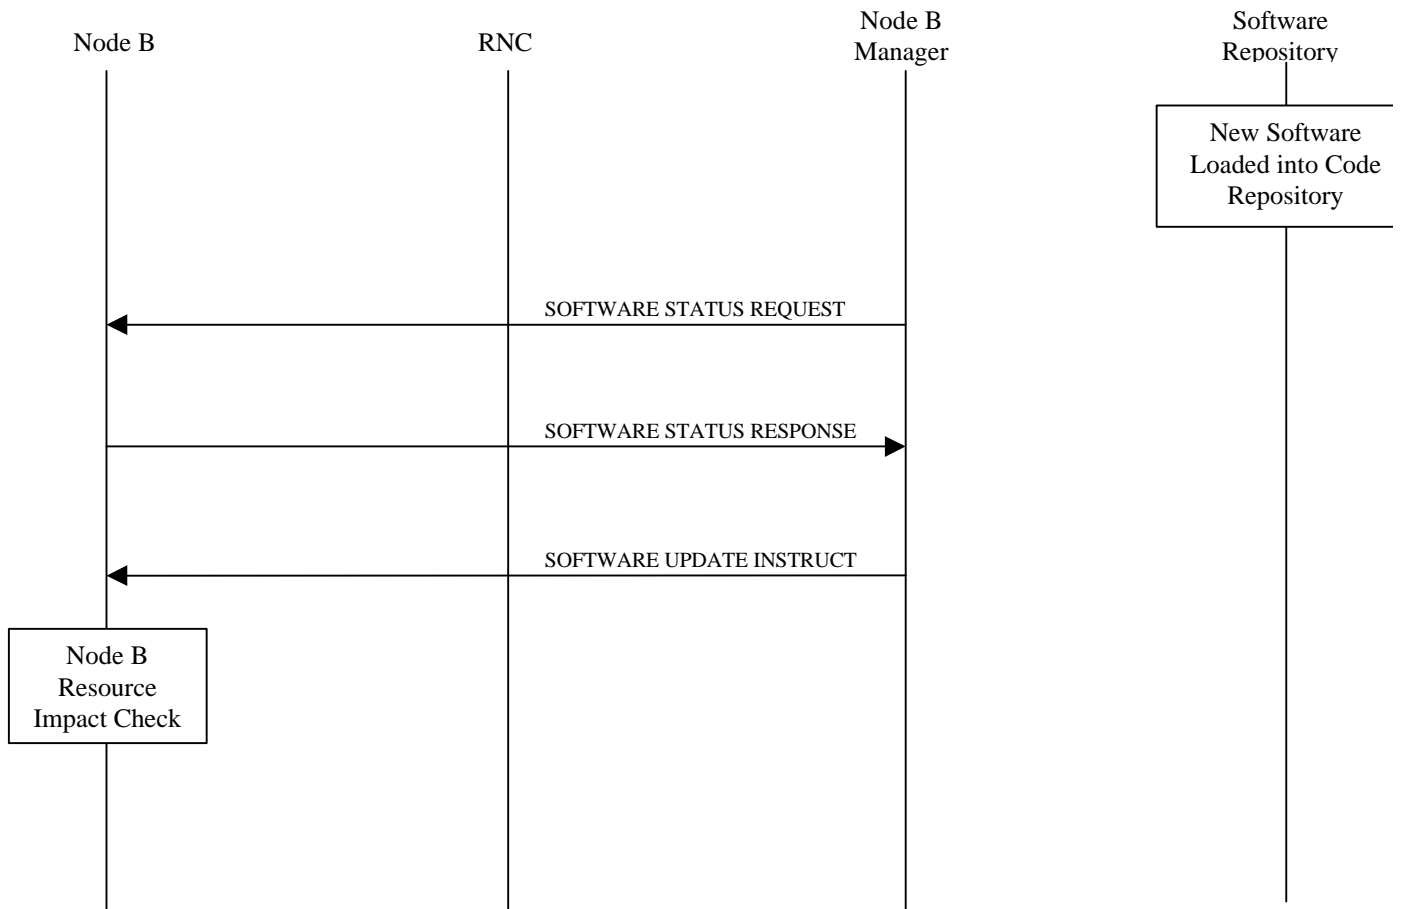 Node B
RNC
Node B
Manager
Software
Repository
New Software
Loaded into Code
Repository
SOFTWARE STATUS REQUEST
SOFTWARE STATUS RESPONSE
SOFTWARE UPDATE INSTRUCT
Node B
Resource
Impact Check